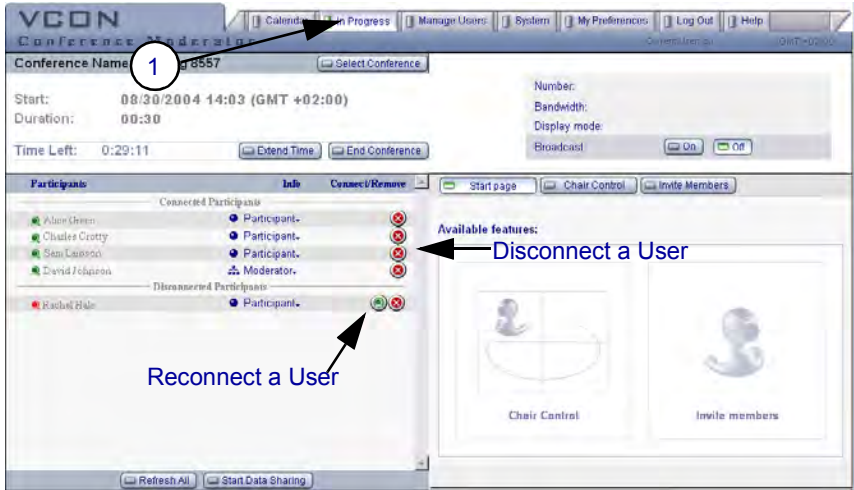 VCON
Conference Moderator
Calendar In Progress Manage Users System My Preferences Log Out Help
GMT+02:00
1
Conference Name 8557
Select Conference
Start: 08/30/2004 14:03 (GMT +02:00)
Duration: 00:30
Time Left: 0:29:11
Extend Time End Conference
Number:
Bandwidth:
Display mode:
Broadcast On Off
Participants Info Connect/Remove
Connected Participants
Alice Green Participant
Charles Crotty Participant
Sam Participant
David Johnson Moderator
Disconnected Participants
Rachel Hale Participant
Disconnect a User
Reconnect a User
Refresh All Start Data Sharing
Start page Chair Control Invite Members
Available features:
Chair Control Invite members